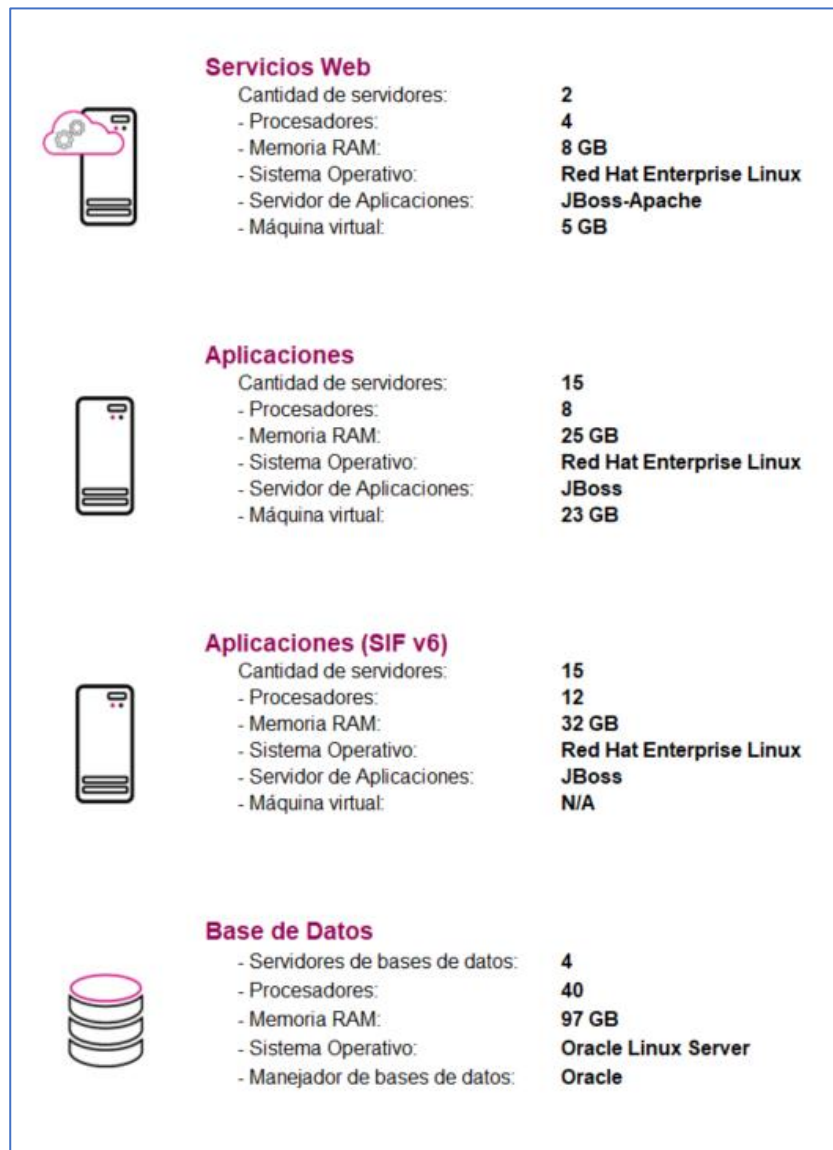 Servicios Web
Cantidad de servidores: 2
- Procesadores: 4
- Memoria RAM: 8 GB
- Sistema Operativo: Red Hat Enterprise Linux
- Servidor de Aplicaciones: JBoss-Apache
- Máquina virtual: 5 GB
Aplicaciones
Cantidad de servidores: 15
- Procesadores: 8
- Memoria RAM: 25 GB
- Sistema Operativo: Red Hat Enterprise Linux
- Servidor de Aplicaciones: JBoss
- Máquina virtual: 23 GB
Aplicaciones (SIF v6)
Cantidad de servidores: 15
- Procesadores: 12
- Memoria RAM: 32 GB
- Sistema Operativo: Red Hat Enterprise Linux
- Servidor de Aplicaciones: JBoss
- Máquina virtual: N/A
Base de Datos
- Servidores de bases de datos: 4
- Procesadores: 40
- Memoria RAM: 97 GB
- Sistema Operativo: Oracle Linux Server
- Manejador de bases de datos: Oracle